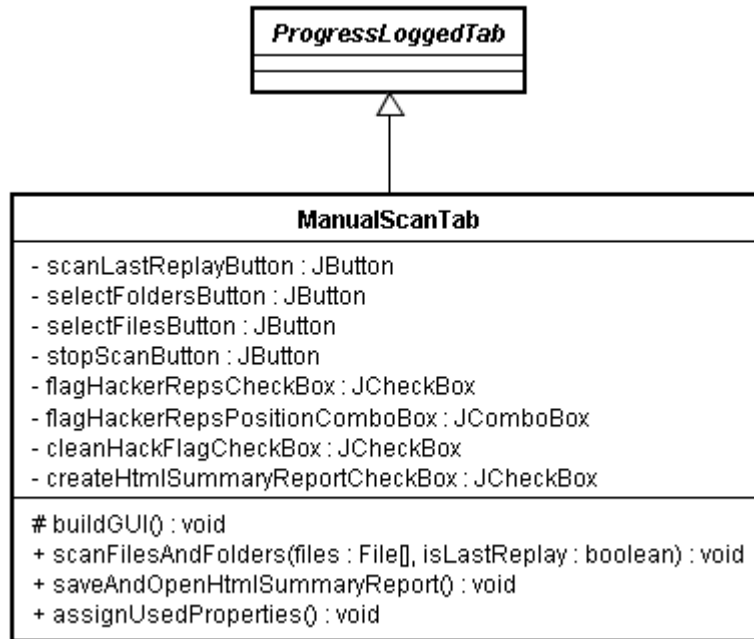 ProgressLoggedTab
ManualScanTab
- scanLastReplayButton : JButton
- selectFoldersButton : JButton
- selectFilesButton : JButton
- stopScanButton : JButton
- flagHackerRepsCheckBox : JCheckBox
- flagHackerRepsPositionComboBox : JComboBox
- cleanHackFlagCheckBox : JCheckBox
- createHtmlSummaryReportCheckBox : JCheckBox
# buildGUI() : void
+ scanFilesAndFolders(files : File[], isLastReplay : boolean) : void
+ saveAndOpenHtmlSummaryReport() : void
+ assignUsedProperties() : void